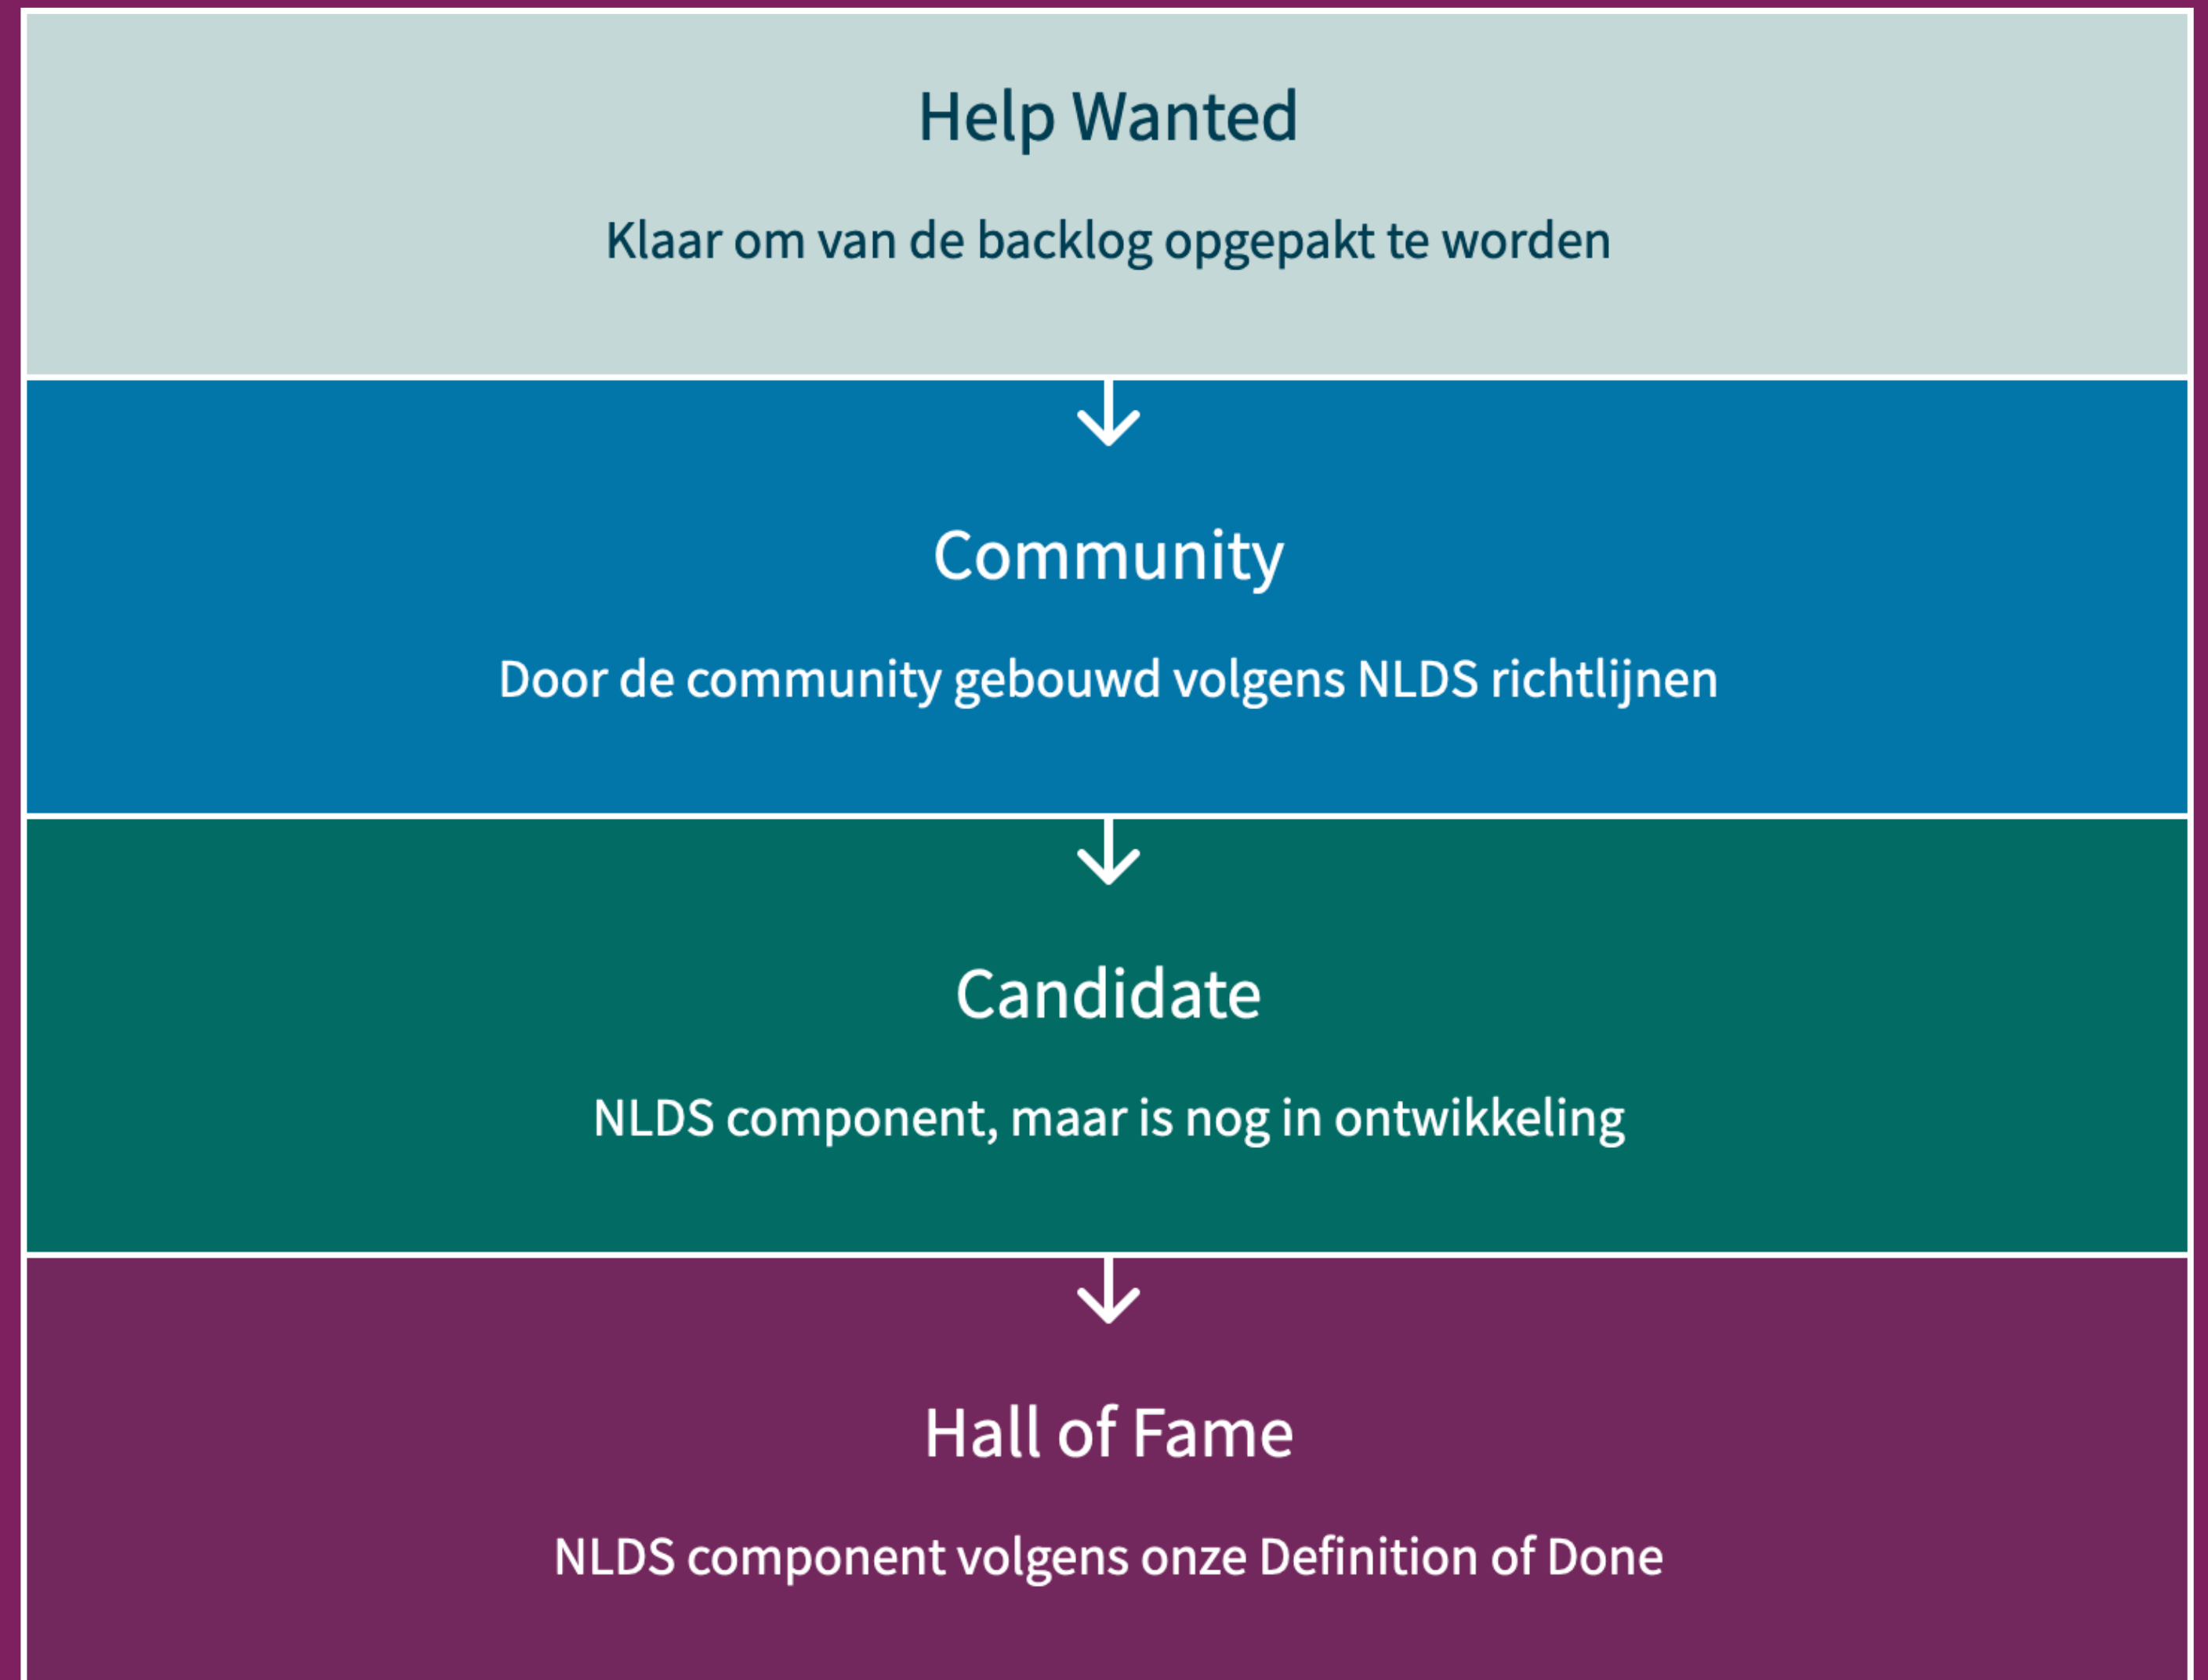 Help Wanted
Klaar om van de backlog opgepakt te worden
Community
Door de community gebouwd volgens NLDS richtlijnen
Candidate
NLDS component, maar is nog in ontwikkeling
Hall of Fame
NLDS component volgens onze Definition of Done